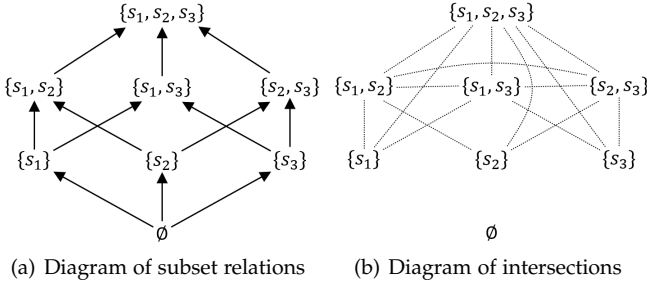 {s₁, s₂, s₃} {s₁, s₂, s₃}
{s₁, s₂} {s₁, s₃} {s₂, s₃} {s₁, s₂} {s₁, s₃} {s₂, s₃}
{s₁} {s₂} {s₃} {s₁} {s₂} {s₃}
∅ ∅
(a) Diagram of subset relations (b) Diagram of intersections